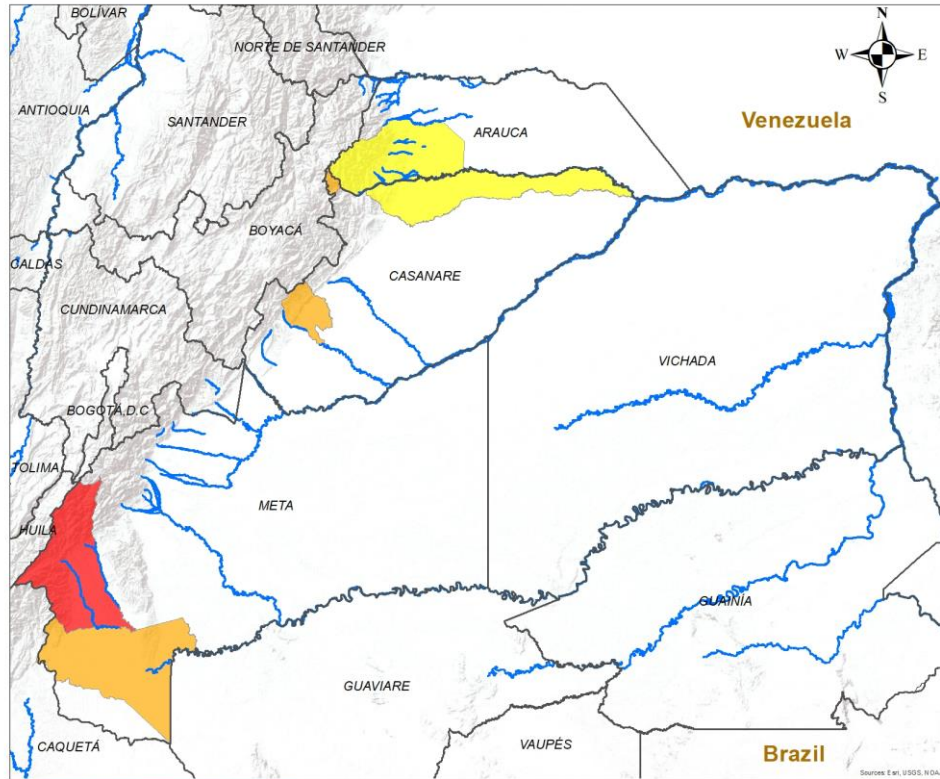 BOLÍVAR
N
NORTE DE SANTANDER
W
E
S
ANTIOQUIA
SANTANDER
ARAUCA
Venezuela
BOYACÁ
CALDAS
CASANARE
CUNDINAMARCA
VICHADA
BOGOTÁ,D.C
TOLIMA
META
HUILA
GUAINÍA
GUAVIARE
CAQUETÁ
VAUPÉS
Brazil
Sources: Esri, USGS, NOAA